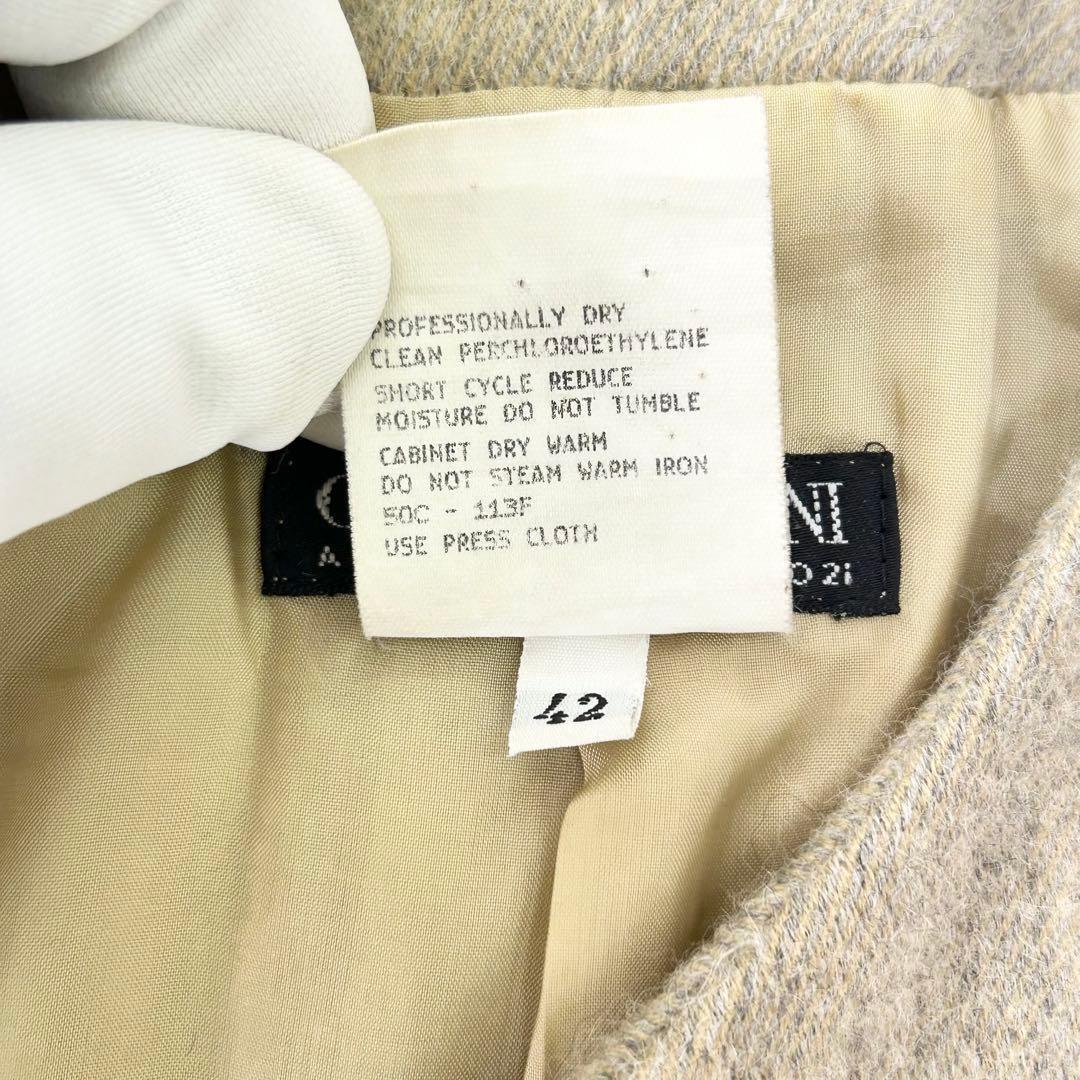 PROFESSIONALLY DRY
CLEAN PERCHLOROETHYLENE
SHORT CYCLE REDUCE
MOISTURE DO NOT TUMBLE
CABINET DRY WARM
DO NOT STEAM WARM IRON
50C - 113F
USE PRESS CLOTH
42